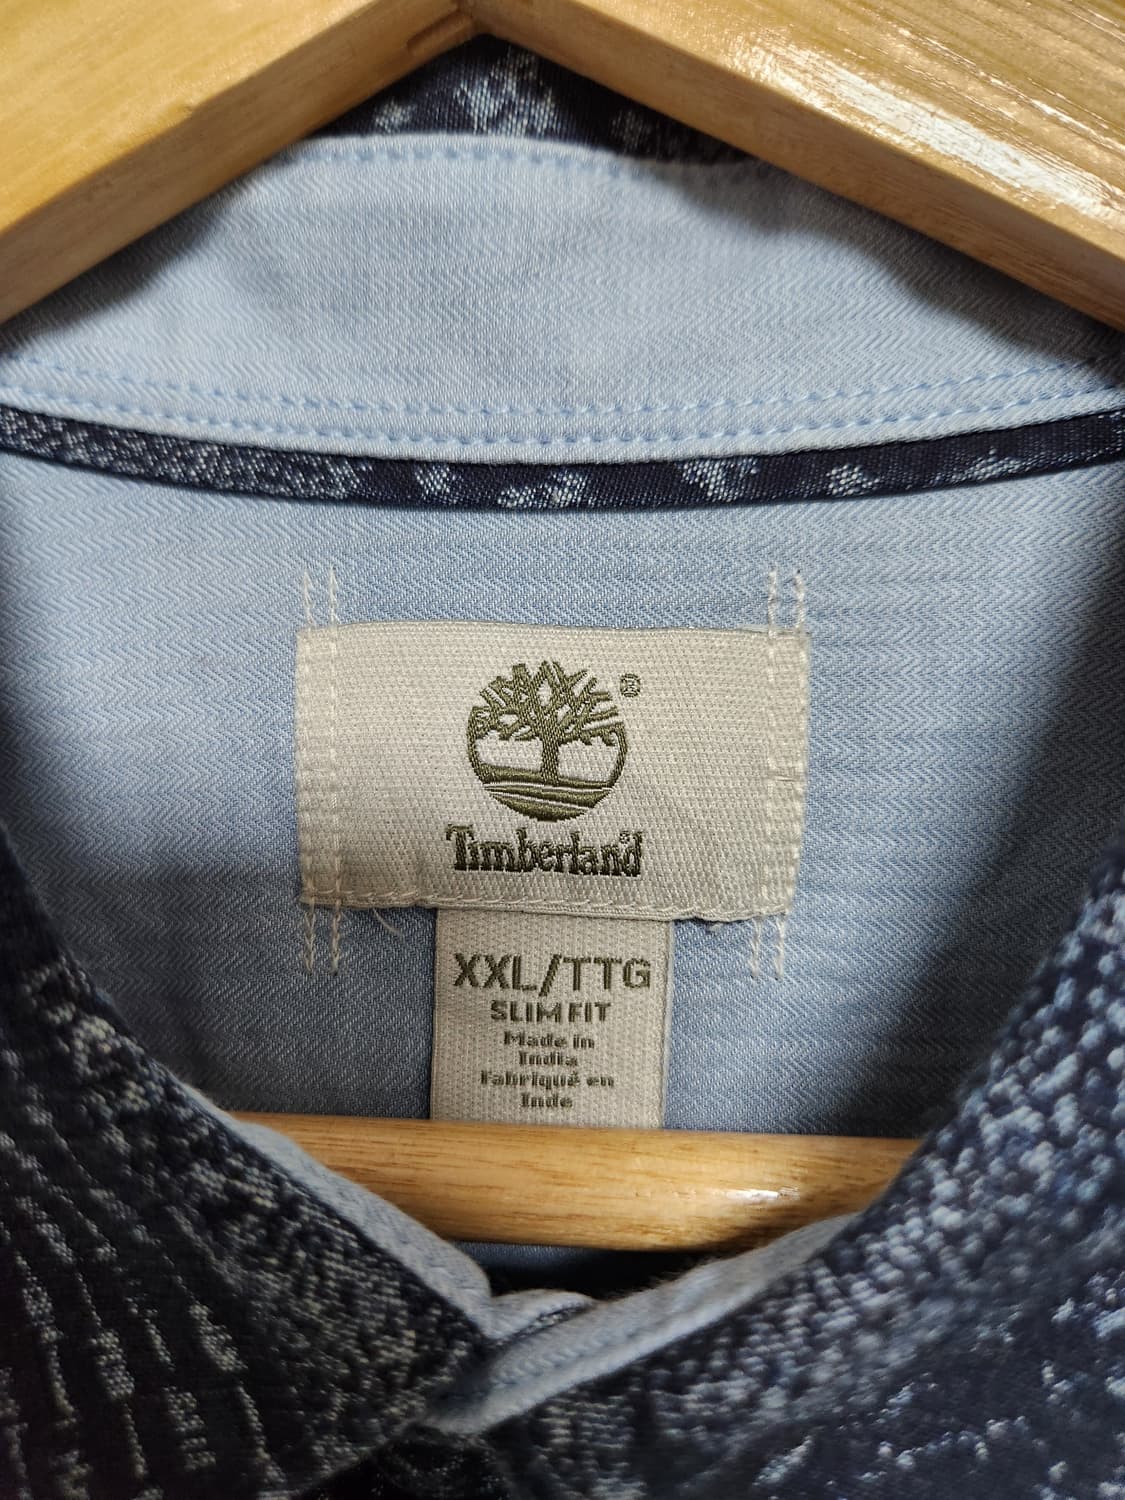 ®
Timberland®
XXL/TTG
SLIM FIT
Made in
India
Fabriqué en
Inde